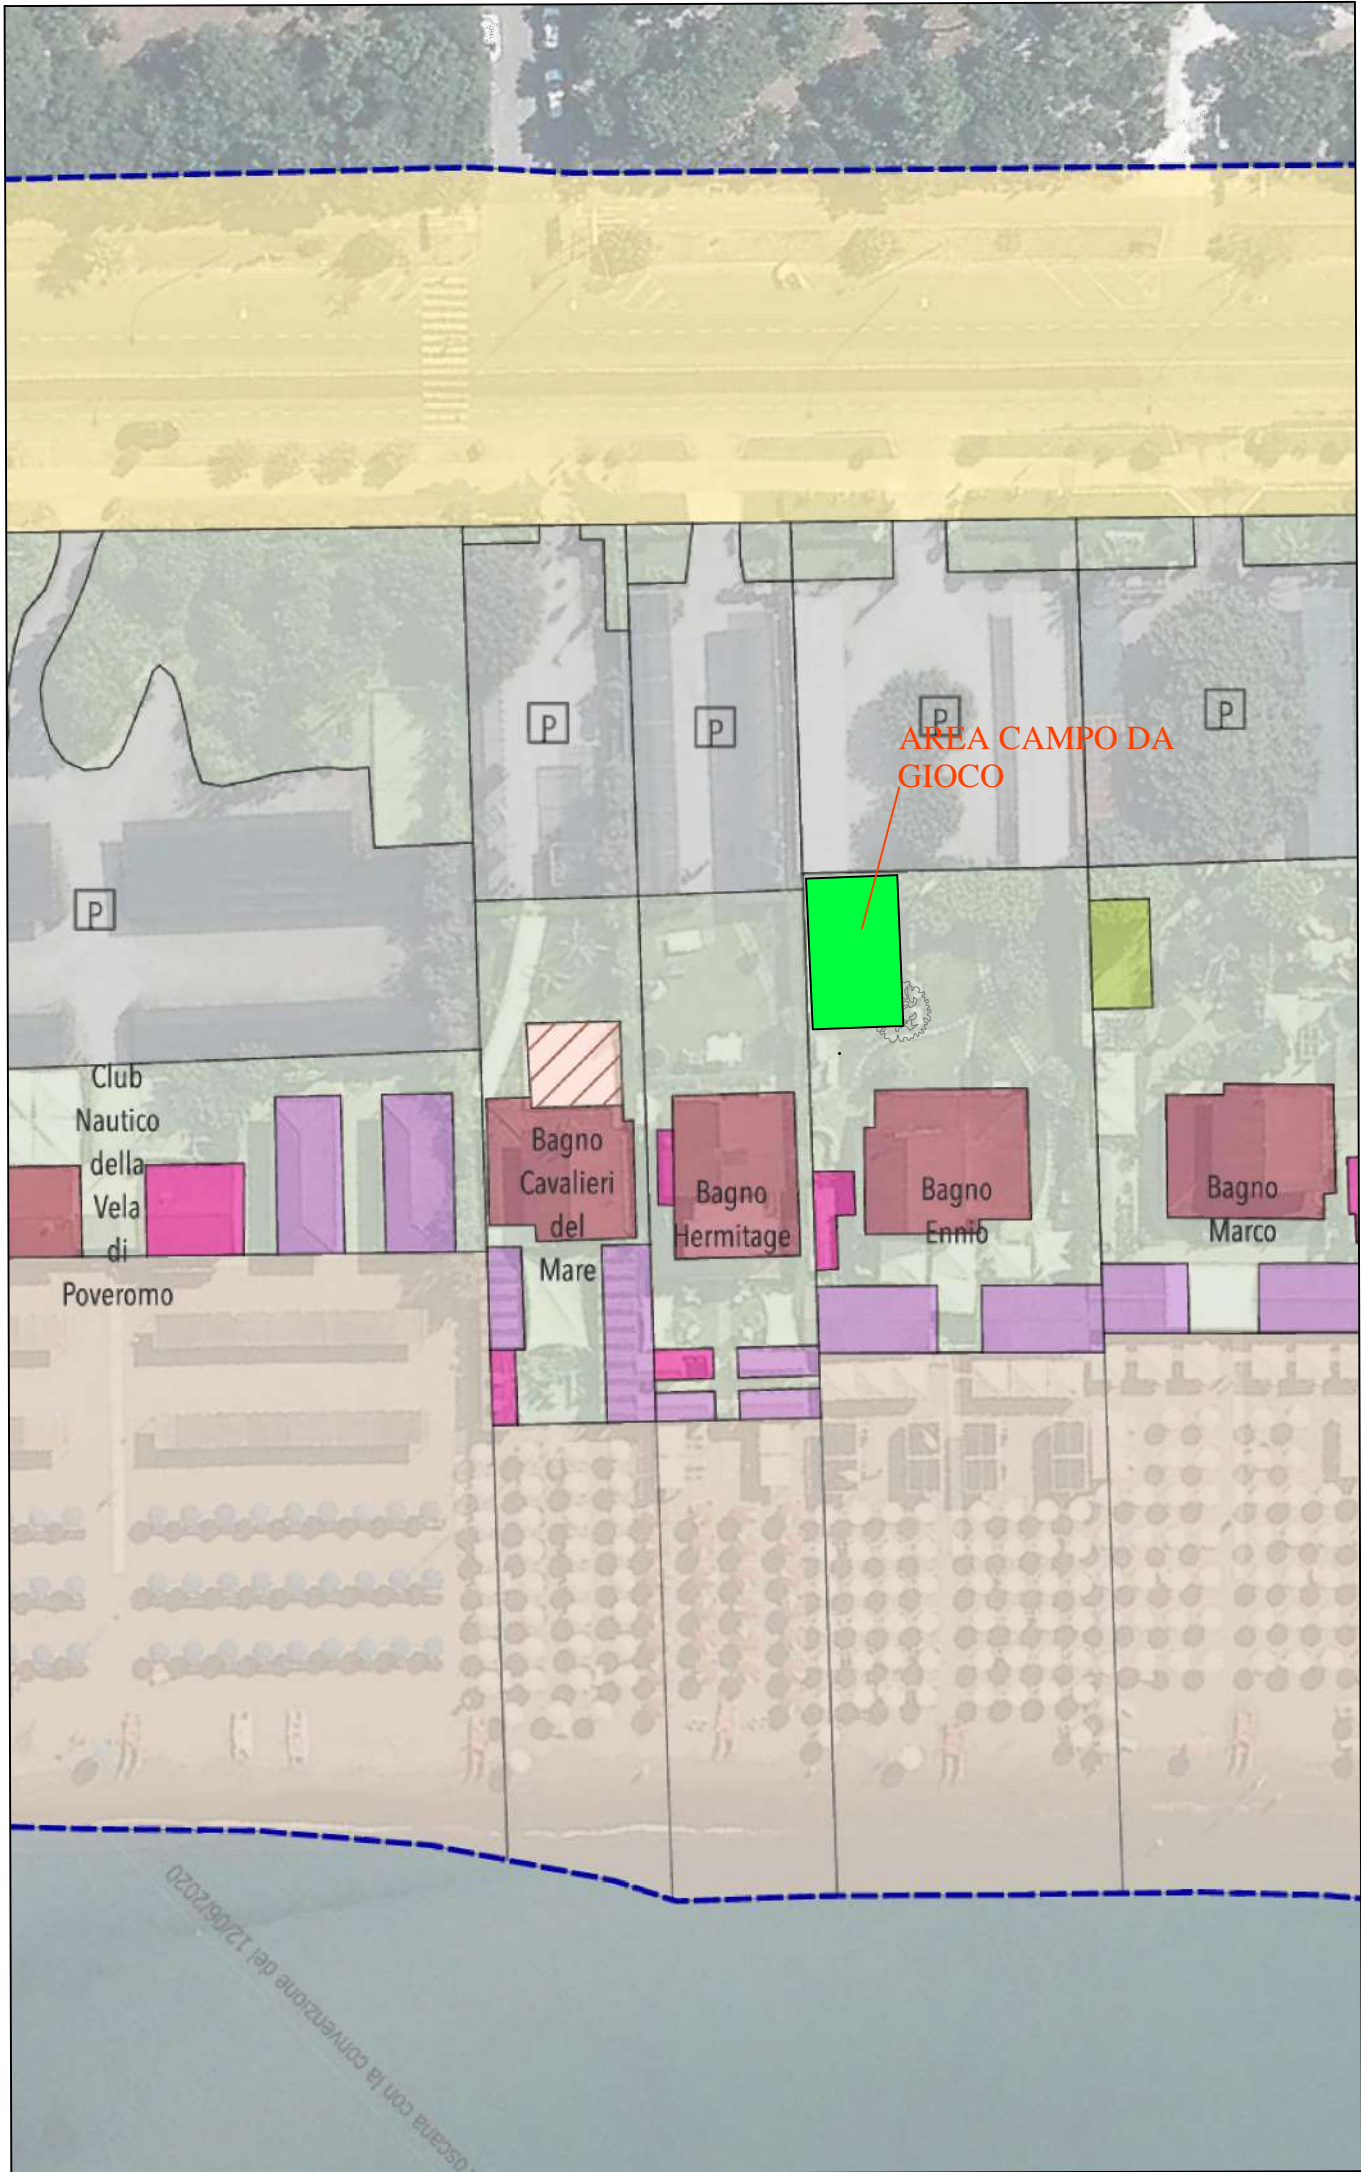 P
P
P
P
AREA CAMPO DA
GIOCO
P
Club
Nautico
della
Vela
di
Poveromo
Bagno
Cavalieri
del
Mare
Bagno
Hermitage
Bagno
Ennio
Bagno
Marco
oscana con la convenzione del 12/06/2020